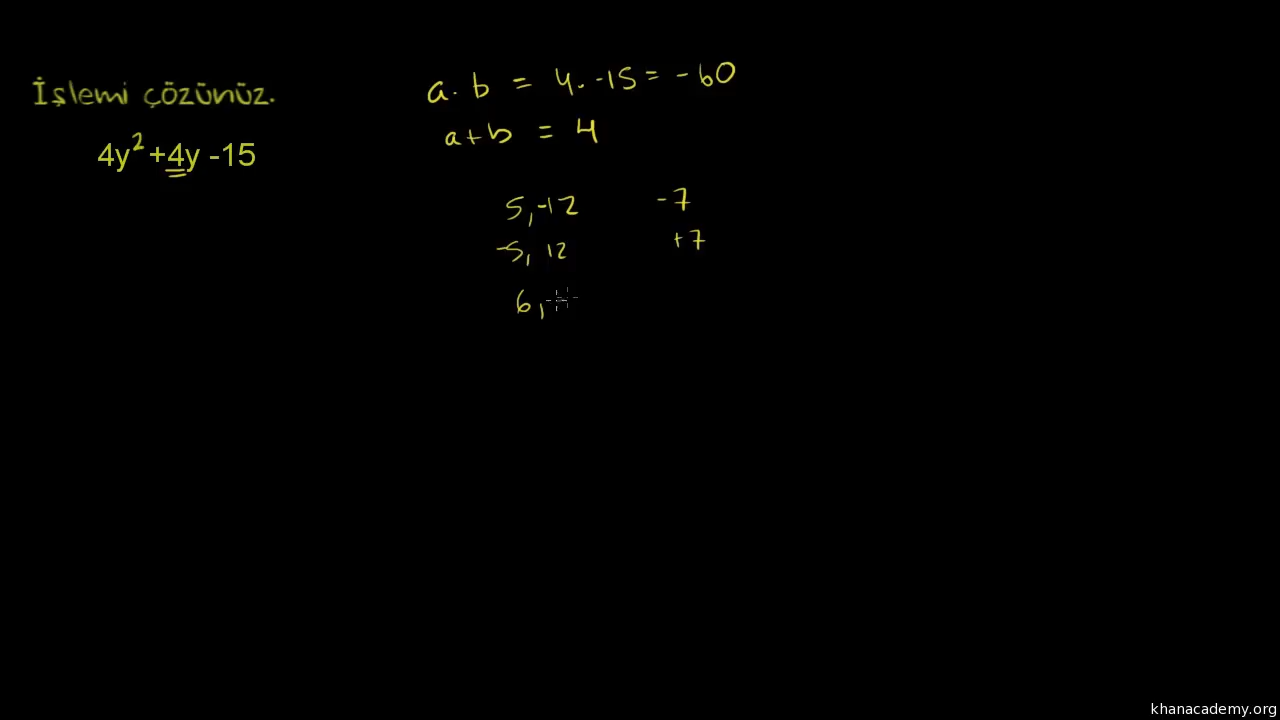 İşlemi çözünüz.
4y² +4y -15
a · b = 4 · -15 = -60
a+b = 4
5, -12 -7
-5, 12 +7
6, -
khanacademy.org